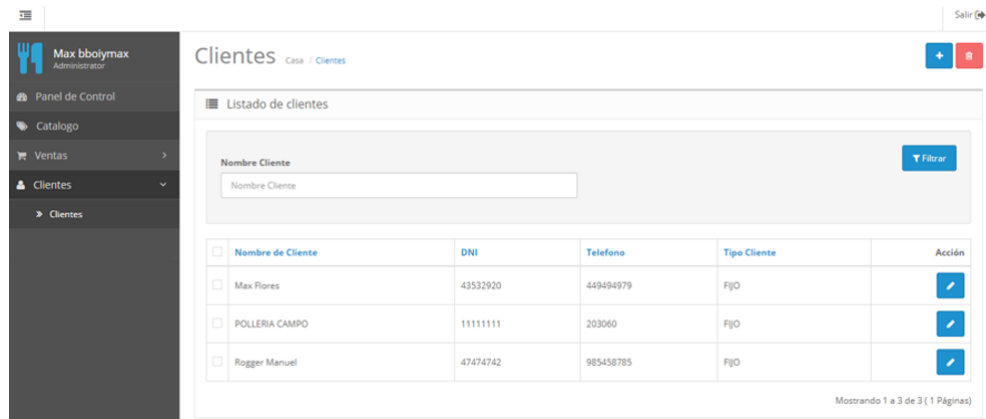 Salir
Max bboiymax
Administrator
Panel de Control
Catalogo
Ventas
Clientes
Clientes
Clientes Casa / Clientes
Listado de clientes
Nombre Cliente
Nombre Cliente
Filtrar
Nombre de Cliente DNI Telefono Tipo Cliente Acción
Max Flores 43532920 449494979 FIJO
POLLERIA CAMPO 11111111 203060 FIJO
Rogger Manuel 47474742 985458785 FIJO
Mostrando 1 a 3 de 3 ( 1 Páginas)